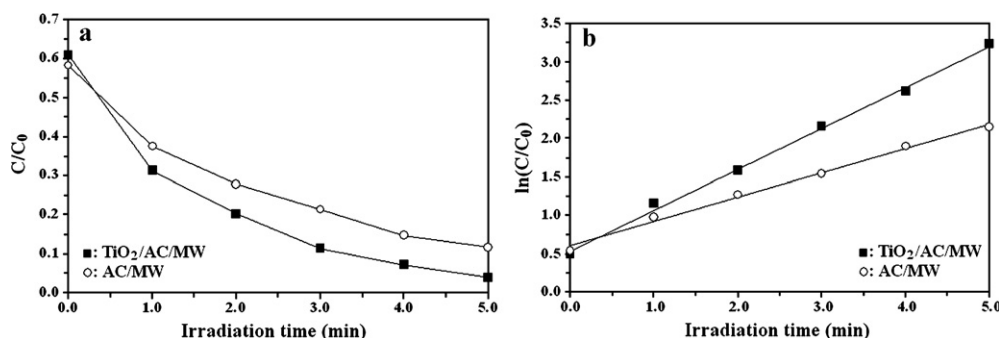 a
0.7
0.6
0.5
0.4
0.3
0.2
0.1
0.0
C/C₀
■: TiO₂/AC/MW
○: AC/MW
0.0 1.0 2.0 3.0 4.0 5.0
Irradiation time (min)
b
3.5
3.0
2.5
2.0
1.5
1.0
0.5
0.0
ln(C/C₀)
■: TiO₂/AC/MW
○: AC/MW
0.0 1.0 2.0 3.0 4.0 5.0
Irradiation time (min)